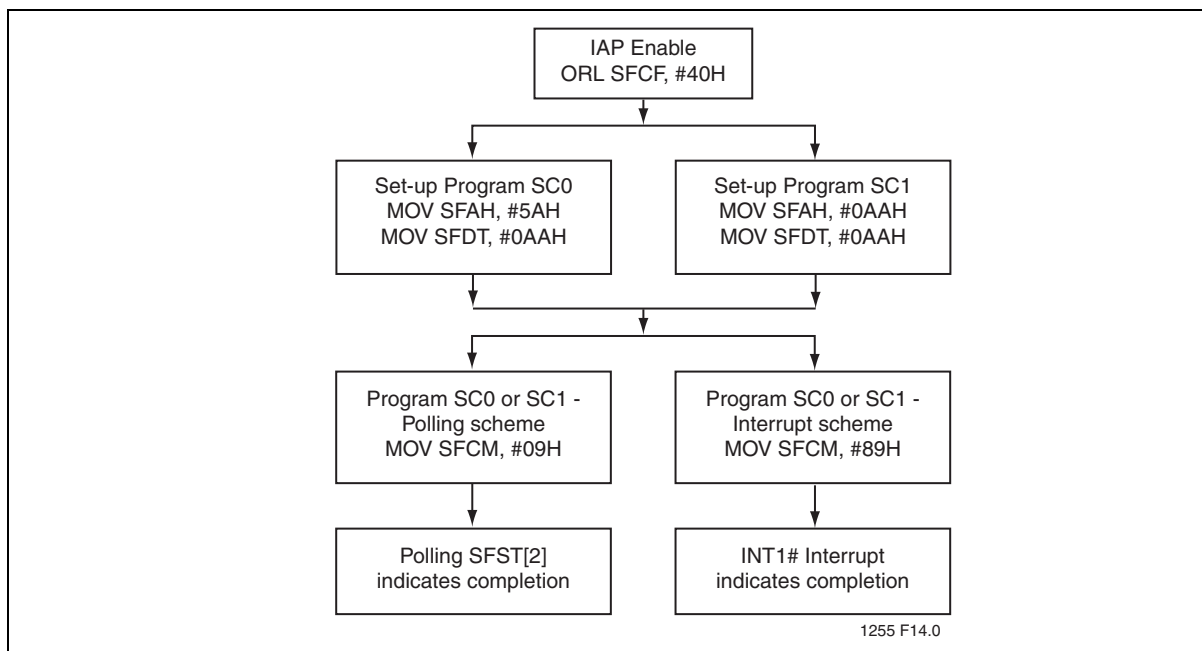 IAP Enable
ORL SFCF, #40H
Set-up Program SC0
MOV SFAH, #5AH
MOV SFDT, #0AAH
Set-up Program SC1
MOV SFAH, #0AAH
MOV SFDT, #0AAH
Program SC0 or SC1 -
Polling scheme
MOV SFCM, #09H
Program SC0 or SC1 -
Interrupt scheme
MOV SFCM, #89H
Polling SFST[2]
indicates completion
INT1# Interrupt
indicates completion
1255 F14.0